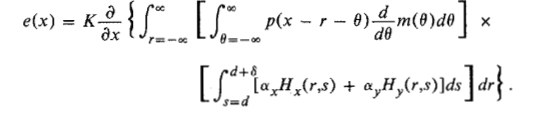 e(x) = K ∂/∂x { ∫_{r=-∞}^{∞} [ ∫_{θ=-∞}^{∞} p(x - r - θ) d/dθ m(θ)dθ ] ×
[ ∫_{s=d}^{d+δ} [α_x H_x(r,s) + α_y H_y(r,s)]ds ] dr } .